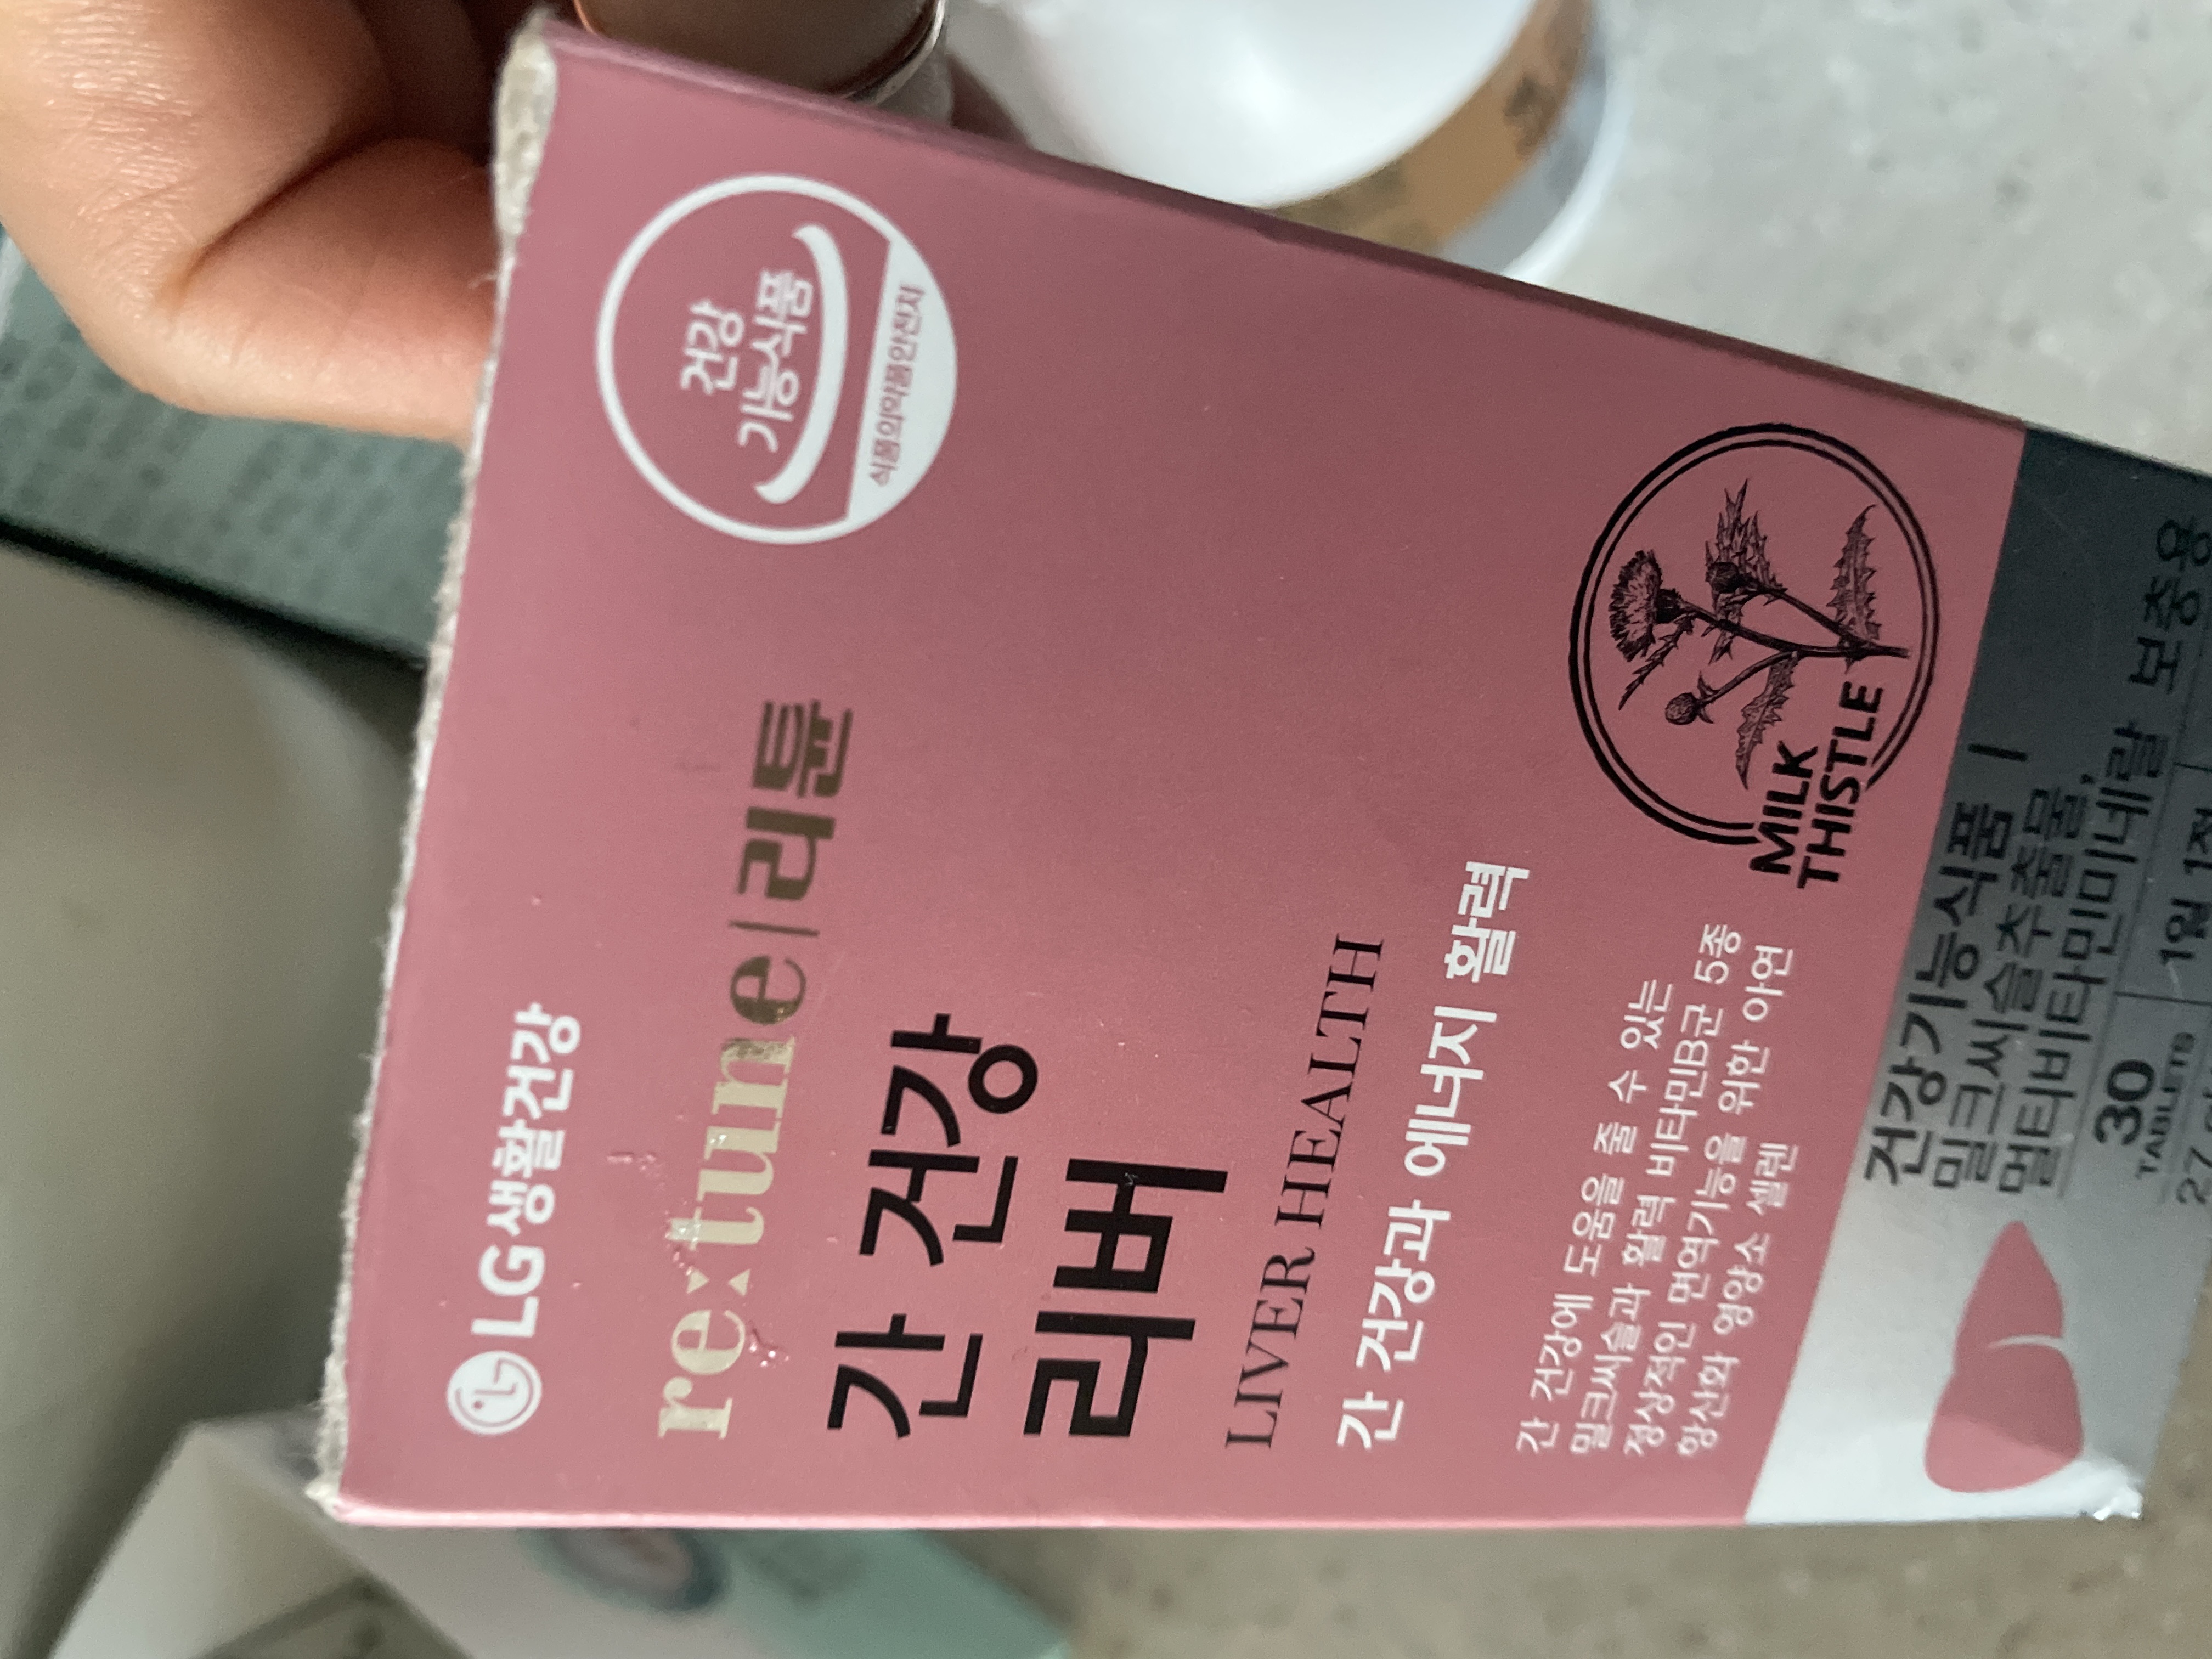 LG생활건강
건강
기능식품
식품의약품안전처
re:tune|리튠
간 건강
리버
LIVER HEALTH
간 건강과 에너지 활력
간 건강에 도움을 줄 수 있는
밀크씨슬과 활력 비타민B군 5종
정상적인 면역기능을 위한 아연
항산화 영양소 셀렌
MILK
THISTLE
건강기능식품 |
밀크씨슬추출물,
멀티비타민미네랄 보충용
30
TABLETS
1일 1정
27